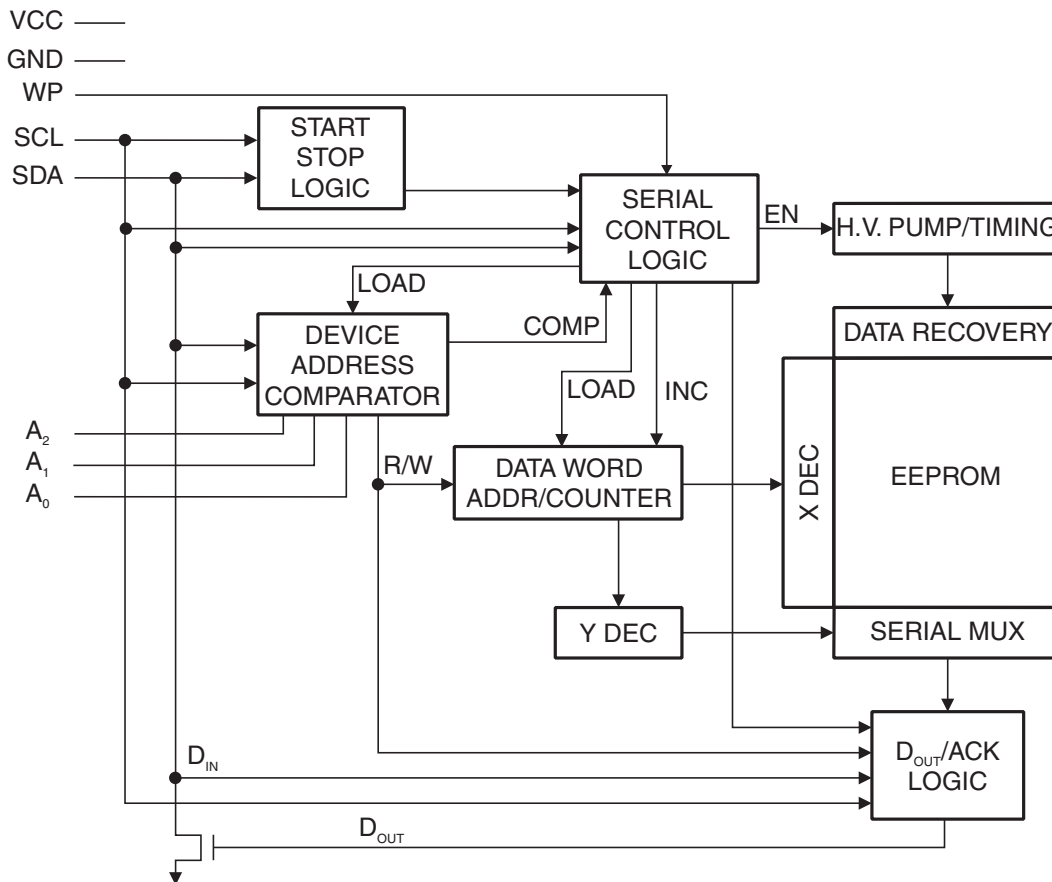 VCC
GND
WP
SCL
SDA
START
STOP
LOGIC
SERIAL
CONTROL
LOGIC
EN
H.V. PUMP/TIMING
LOAD
COMP
DEVICE
ADDRESS
COMPARATOR
DATA RECOVERY
LOAD
INC
A2
A1
A0
R/W
DATA WORD
ADDR/COUNTER
X DEC
EEPROM
Y DEC
SERIAL MUX
DIN
DOUT/ACK
LOGIC
DOUT